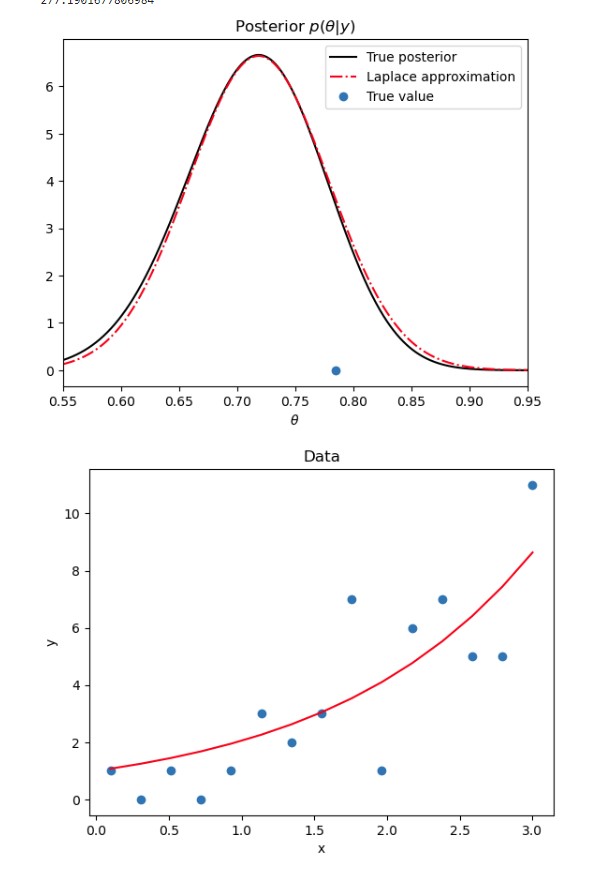 277.1901677806984
Posterior p(θ|y)
True posterior
Laplace approximation
True value
6
5
4
3
2
1
0
0.55 0.60 0.65 0.70 0.75 0.80 0.85 0.90 0.95
θ
Data
10
8
6
4
2
0
y
0.0 0.5 1.0 1.5 2.0 2.5 3.0
x